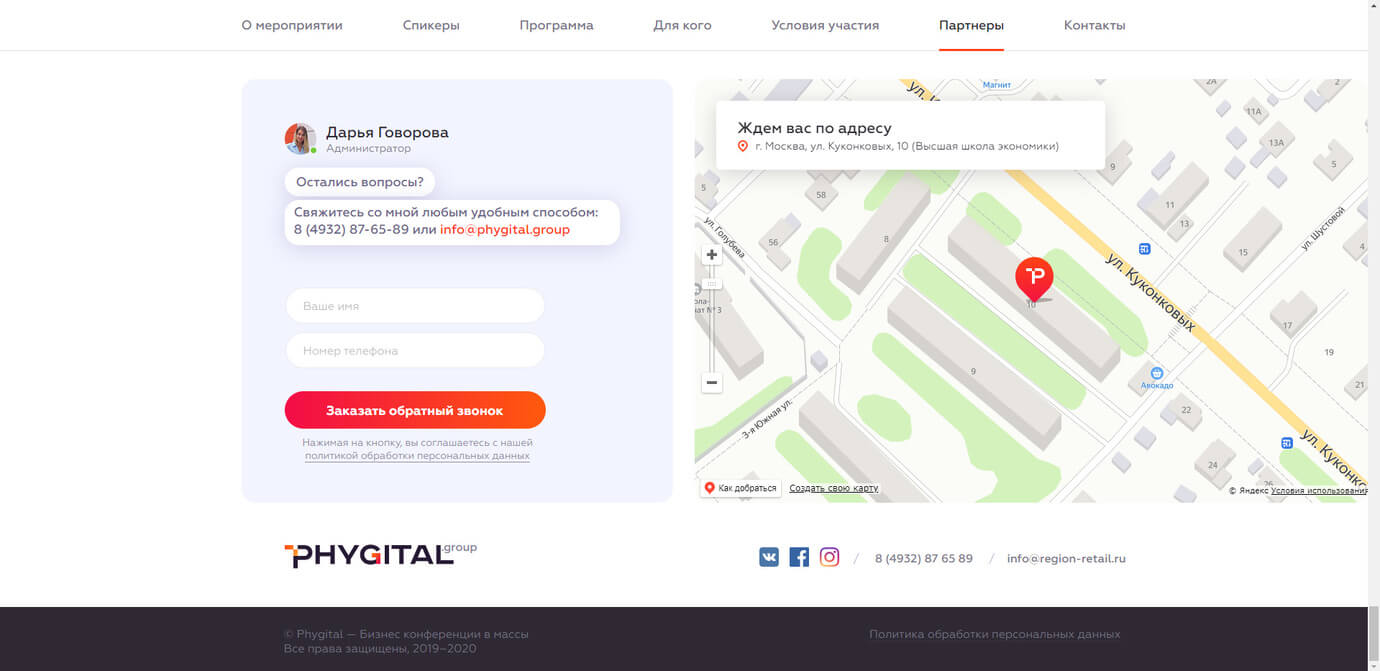 О мероприятии
Спикеры
Программа
Для кого
Условия участия
Партнеры
Контакты
Дарья Говорова
Администратор
Остались вопросы?
Свяжитесь со мной любым удобным способом:
8 (4932) 87-65-89 или info@phygital.group
Ваше имя
Номер телефона
Заказать обратный звонок
Нажимая на кнопку, вы соглашаетесь с нашей
политикой обработки персональных данных
Магнит
2А
2
Ждем вас по адресу
г. Москва, ул. Куконковых, 10 (Высшая школа экономики)
11А
13А
5
9
5
58
11
13
ул. Голубева
56
8
15
ул. Шустовой
4
ул. Куконковых
10
№ 3
17
19
9
Авокадо
21
22
3-я Южная ул.
24
26
ул. Куконк
Как добраться
Создать свою карту
© Яндекс Условия использования
PHYGITAL.group
8 (4932) 87 65 89
/
info@region-retail.ru
© Phygital — Бизнес конференции в массы
Все права защищены, 2019–2020
Политика обработки персональных данных